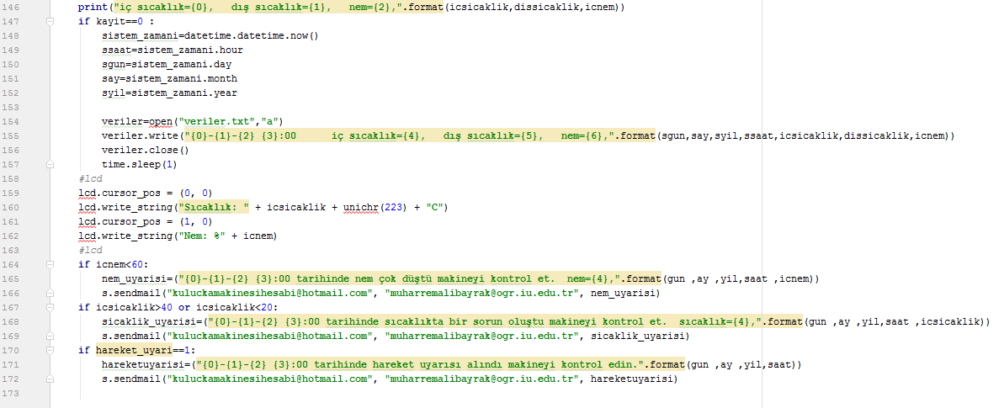 146 print("iç sıcaklık={0},   dış sıcaklık={1},   nem={2},".format(icsicaklik,dissicaklik,icnem))
147 if kayit==0 :
148     sistem_zamani=datetime.datetime.now()
149     ssaat=sistem_zamani.hour
150     sgun=sistem_zamani.day
151     say=sistem_zamani.month
152     syil=sistem_zamani.year
153
154     veriler=open("veriler.txt","a")
155     veriler.write("{0}-{1}-{2} {3}:00      iç sıcaklık={4},   dış sıcaklık={5},   nem={6},".format(sgun,say,syil,ssaat,icsicaklik,dissicaklik,icnem))
156     veriler.close()
157     time.sleep(1)
158 #lcd
159 lcd.cursor_pos = (0, 0)
160 lcd.write_string("Sıcaklık: " + icsicaklik + unichr(223) + "C")
161 lcd.cursor_pos = (1, 0)
162 lcd.write_string("Nem: %" + icnem)
163 #lcd
164 if icnem<60:
165     nem_uyarisi=("{0}-{1}-{2} {3}:00 tarihinde nem çok düştü makineyi kontrol et.  nem={4},".format(gun ,ay ,yil,saat ,icnem))
166     s.sendmail("kuluckamakinesihesabi@hotmail.com", "muharremalibayrak@ogr.iu.edu.tr", nem_uyarisi)
167 if icsicaklik>40 or icsicaklik<20:
168     sicaklik_uyarisi=("{0}-{1}-{2} {3}:00 tarihinde sıcaklıkta bir sorun oluştu makineyi kontrol et.  sıcaklık={4},".format(gun ,ay ,yil,saat ,icsicaklik))
169     s.sendmail("kuluckamakinesihesabi@hotmail.com", "muharremalibayrak@ogr.iu.edu.tr", sicaklik_uyarisi)
170 if hareket_uyari==1:
171     hareketuyarisi=("{0}-{1}-{2} {3}:00 tarihinde hareket uyarısı alındı makineyi kontrol edin.".format(gun ,ay ,yil,saat))
172     s.sendmail("kuluckamakinesihesabi@hotmail.com", "muharremalibayrak@ogr.iu.edu.tr", hareketuyarisi)
173